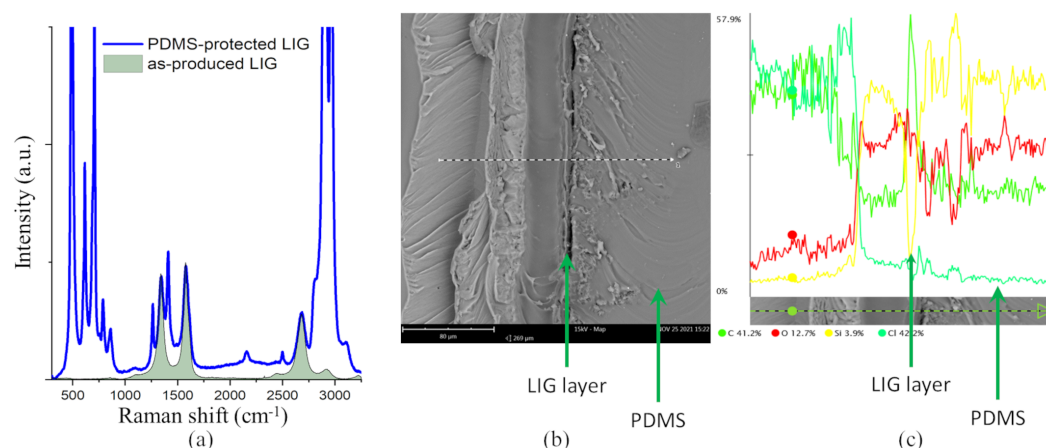 PDMS-protected LIG
as-produced LIG
Intensity (a.u.)
500 1000 1500 2000 2500 3000
Raman shift (cm-1)
(a)
80 µm
269 µm
15kV - Map
NOV 25 2021 15:22
LIG layer
PDMS
(b)
57.9%
0%
C 41.2% O 12.7% Si 3.9% Cl 42.2%
LIG layer
PDMS
(c)